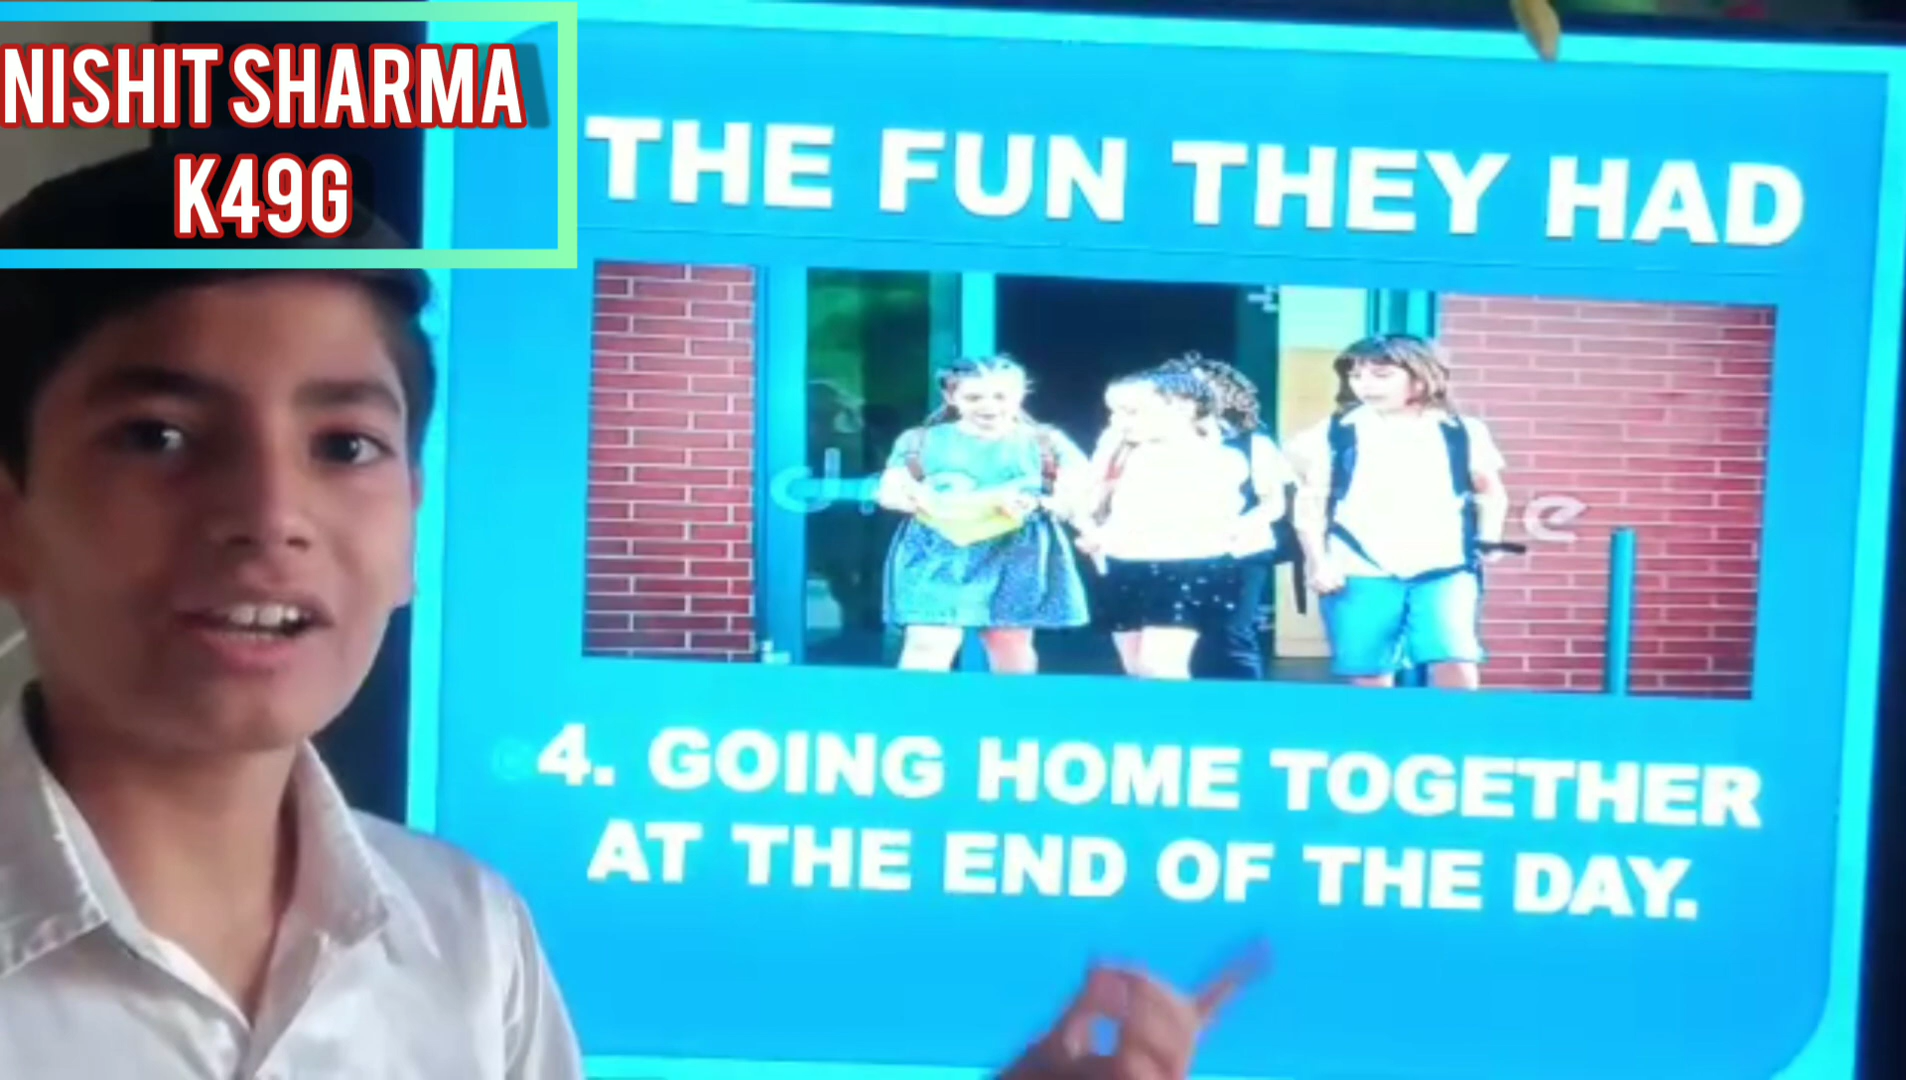 NISHIT SHARMA
K49G
THE FUN THEY HAD
4. GOING HOME TOGETHER
AT THE END OF THE DAY.